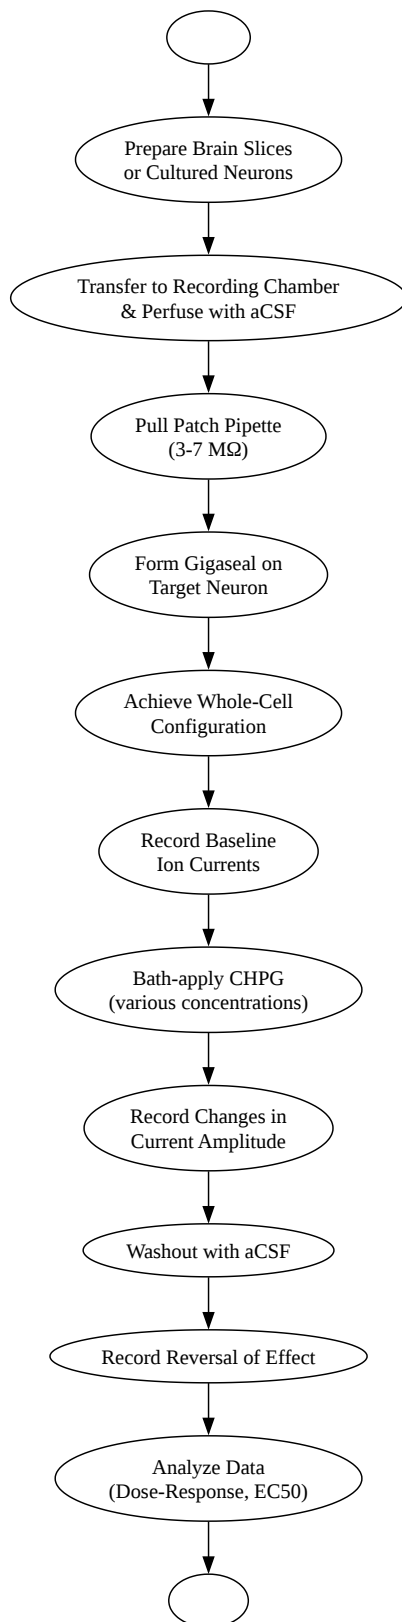 Prepare Brain Slices
or Cultured Neurons
Transfer to Recording Chamber
& Perfuse with aCSF
Pull Patch Pipette
(3-7 MΩ)
Form Gigaseal on
Target Neuron
Achieve Whole-Cell
Configuration
Record Baseline
Ion Currents
Bath-apply CHPG
(various concentrations)
Record Changes in
Current Amplitude
Washout with aCSF
Record Reversal of Effect
Analyze Data
(Dose-Response, EC50)